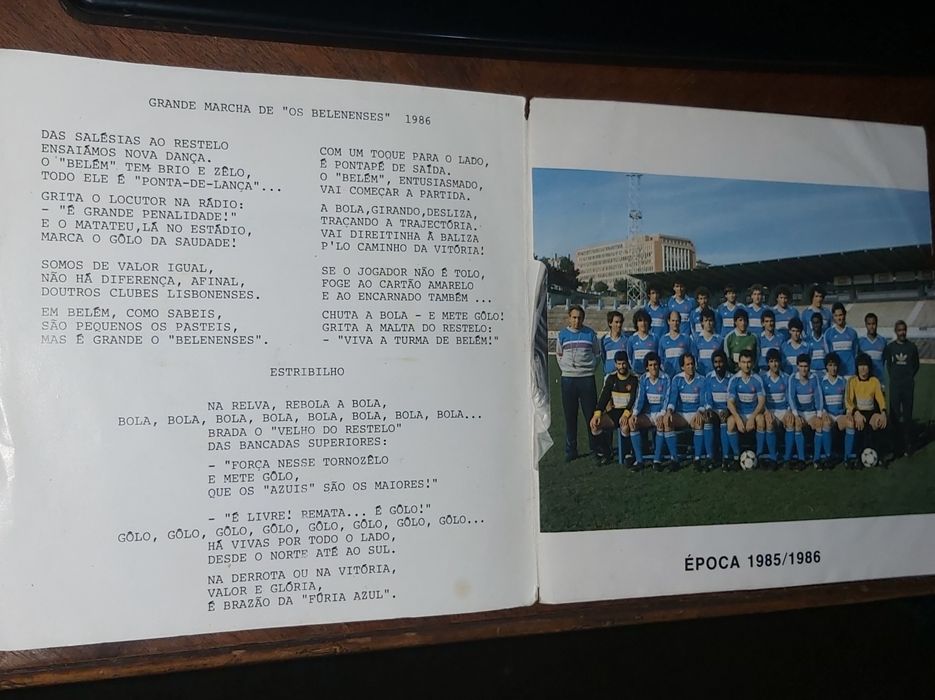 GRANDE MARCHA DE "OS BELENENSES" 1986
DAS SALÉSIAS AO RESTELO
ENSAIÁMOS NOVA DANÇA.
O "BELÉM" TEM BRIO E ZÊLO,
TODO ELE É "PONTA-DE-LANÇA"...
GRITA O LOCUTOR NA RÁDIO:
- "É GRANDE PENALIDADE!"
E O MATATEU,LÁ NO ESTÁDIO,
MARCA O GÔLO DA SAUDADE!
SOMOS DE VALOR IGUAL,
NÃO HÁ DIFERENÇA, AFINAL,
DOUTROS CLUBES LISBONENSES.
EM BELÉM, COMO SABEIS,
SÃO PEQUENOS OS PASTEIS,
MAS É GRANDE O "BELENENSES".
COM UM TOQUE PARA O LADO,
É PONTAPÉ DE SAÍDA.
O "BELÉM", ENTUSIASMADO,
VAI COMEÇAR A PARTIDA.
A BOLA,GIRANDO,DESLIZA,
TRAÇANDO A TRAJECTÓRIA.
VAI DIREITINHA À BALIZA
P'LO CAMINHO DA VITÓRIA!
SE O JOGADOR NÃO É TOLO,
FOGE AO CARTÃO AMARELO
E AO ENCARNADO TAMBÉM ...
CHUTA A BOLA - E METE GÔLO!
GRITA A MALTA DO RESTELO:
- "VIVA A TURMA DE BELÉM!"
ESTRIBILHO
NA RELVA, REBOLA A BOLA,
BOLA, BOLA, BOLA, BOLA, BOLA, BOLA, BOLA, BOLA...
BRADA O "VELHO DO RESTELO"
DAS BANCADAS SUPERIORES:
- "FORÇA NESSE TORNOZÊLO
E METE GÔLO,
QUE OS "AZUIS" SÃO OS MAIORES!"
- "É LIVRE! REMATA... É GÔLO!"
GÔLO, GÔLO, GÔLO, GÔLO, GÔLO, GÔLO, GÔLO, GÔLO...
HÁ VIVAS POR TODO O LADO,
DESDE O NORTE ATÉ AO SUL.
NA DERROTA OU NA VITÓRIA,
VALOR E GLÓRIA,
É BRAZÃO DA "FÚRIA AZUL".
ÉPOCA 1985/1986